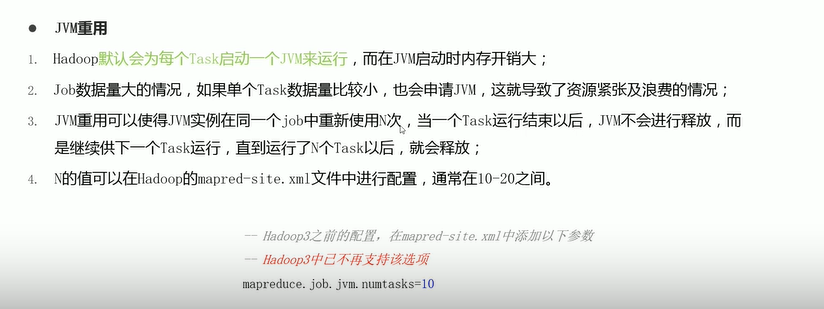 ● JVM重用
1. Hadoop默认会为每个Task启动一个JVM来运行，而在JVM启动时内存开销大；
2. Job数据量大的情况，如果单个Task数据量比较小，也会申请JVM，这就导致了资源紧张及浪费的情况；
3. JVM重用可以使得JVM实例在同一个job中重新使用N次，当一个Task运行结束以后，JVM不会进行释放，而
是继续供下一个Task运行，直到运行了N个Task以后，就会释放；
4. N的值可以在Hadoop的mapred-site.xml文件中进行配置，通常在10-20之间。
-- Hadoop3之前的配置，在mapred-site.xml中添加以下参数
-- Hadoop3中已不再支持该选项
mapreduce.job.jvm.numtasks=10